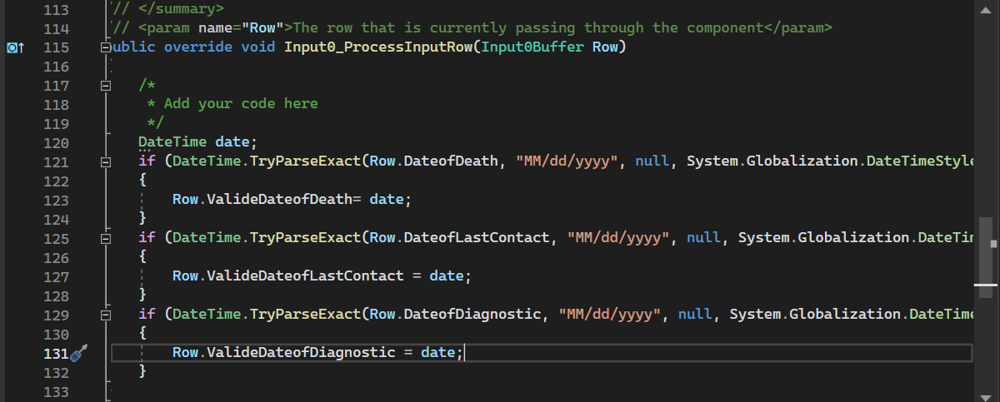 113 // </summary>
114 // <param name="Row">The row that is currently passing through the component</param>
115 ublic override void Input0_ProcessInputRow(Input0Buffer Row)
116
117 /*
118 * Add your code here
119 */
120 DateTime date;
121 if (DateTime.TryParseExact(Row.DateofDeath, "MM/dd/yyyy", null, System.Globalization.DateTimeStyle
122 {
123 Row.ValideDateofDeath= date;
124 }
125 if (DateTime.TryParseExact(Row.DateofLastContact, "MM/dd/yyyy", null, System.Globalization.DateTim
126 {
127 Row.ValideDateofLastContact = date;
128 }
129 if (DateTime.TryParseExact(Row.DateofDiagnostic, "MM/dd/yyyy", null, System.Globalization.DateTime
130 {
131 Row.ValideDateofDiagnostic = date;
132 }
133